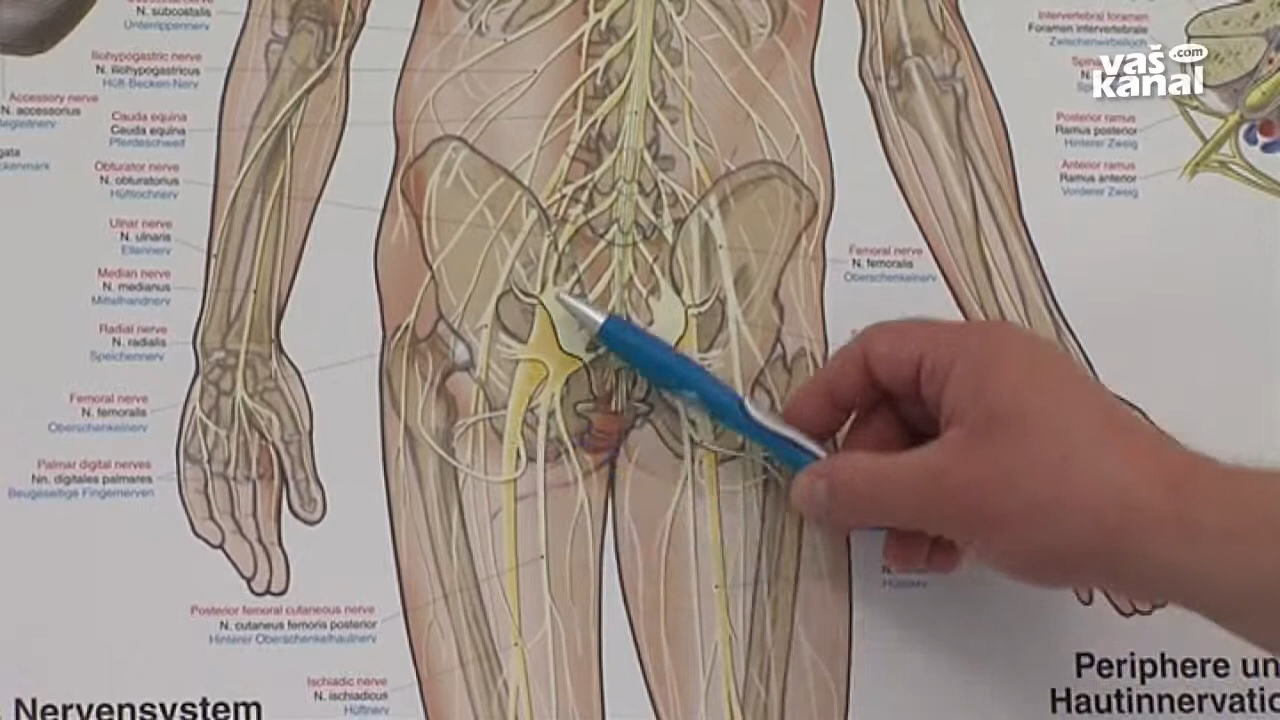 N. subcostalis
Unterrippennerv
Iliohypogastric nerve
N. iliohypogastricus
Hüft-Becken-Nerv
Accessory nerve
N. accessorius
Cauda equina
Cauda equina
Pferdeschweif
Obturator nerve
N. obturatorius
Hüftlochnerv
Ulnar nerve
N. ulnaris
Ellennerv
Median nerve
N. medianus
Mittelhandnerv
Radial nerve
N. radialis
Speichennerv
Femoral nerve
N. femoralis
Oberschenkelnerv
Palmar digital nerves
Nn. digitales palmares
Beugeseitige Fingernerven
Posterior femoral cutaneous nerve
N. cutaneus femoris posterior
Hinterer Oberschenkelhautnerv
Ischiadic nerve
N. ischiadicus
Hüftnerv
Nervensystem
Intervertebral foramen
Foramen intervertebrale
Zwischenwirbelloch
vaš .com
kanal
Posterior ramus
Ramus posterior
Hinterer Zweig
Anterior ramus
Ramus anterior
Vorderer Zweig
Femoral nerve
N. femoralis
Oberschenkelnerv
Periphere un
Hautinnervatio